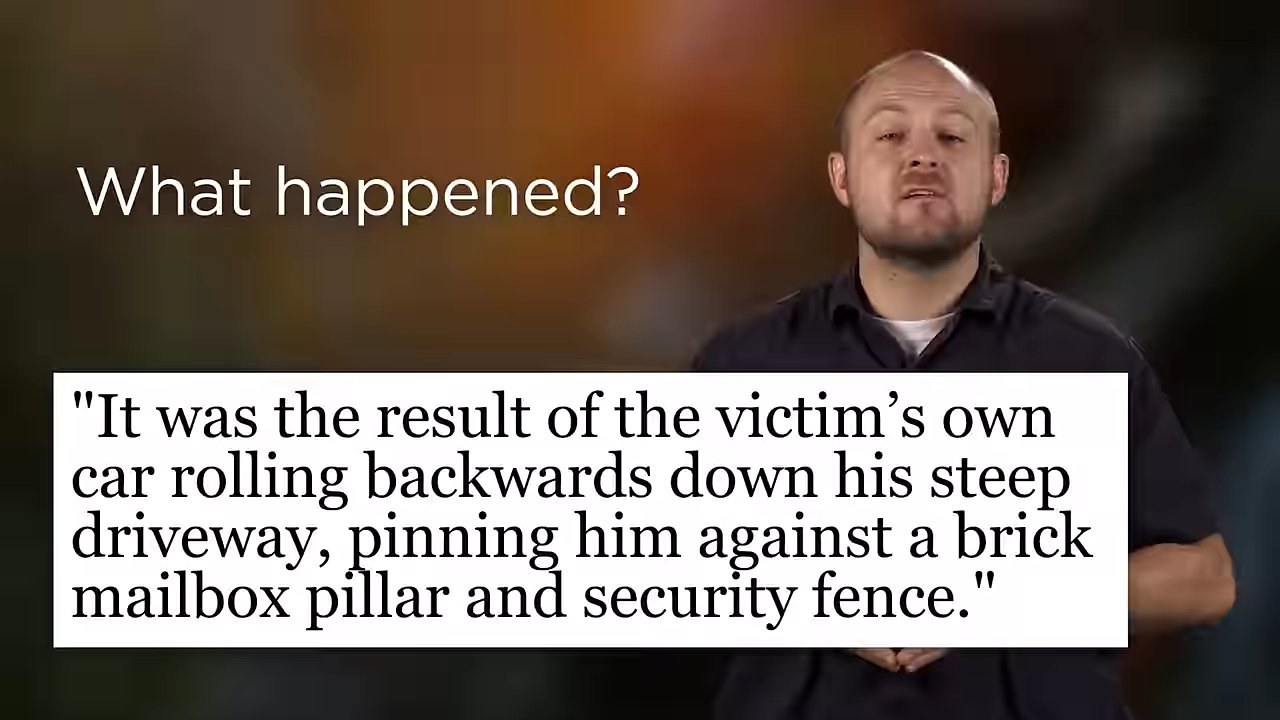 What happened?
"It was the result of the victim’s own
car rolling backwards down his steep
driveway, pinning him against a brick
mailbox pillar and security fence."